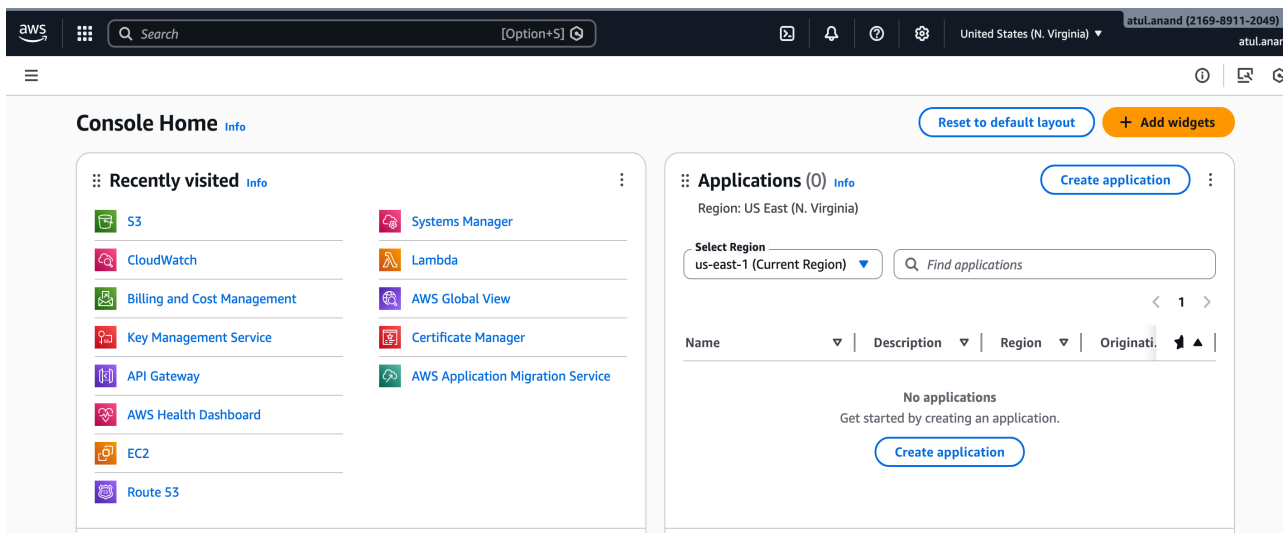 aws
Search [Option+S]
United States (N. Virginia) ▼
atul.anand (2169-8911-2049)
atul.anan
Console Home Info
Reset to default layout
+ Add widgets
Recently visited Info
S3
CloudWatch
Billing and Cost Management
Key Management Service
API Gateway
AWS Health Dashboard
EC2
Route 53
Systems Manager
Lambda
AWS Global View
Certificate Manager
AWS Application Migration Service
Applications (0) Info
Create application
Region: US East (N. Virginia)
Select Region
us-east-1 (Current Region)
Find applications
1
Name
Description
Region
Originati.
No applications
Get started by creating an application.
Create application